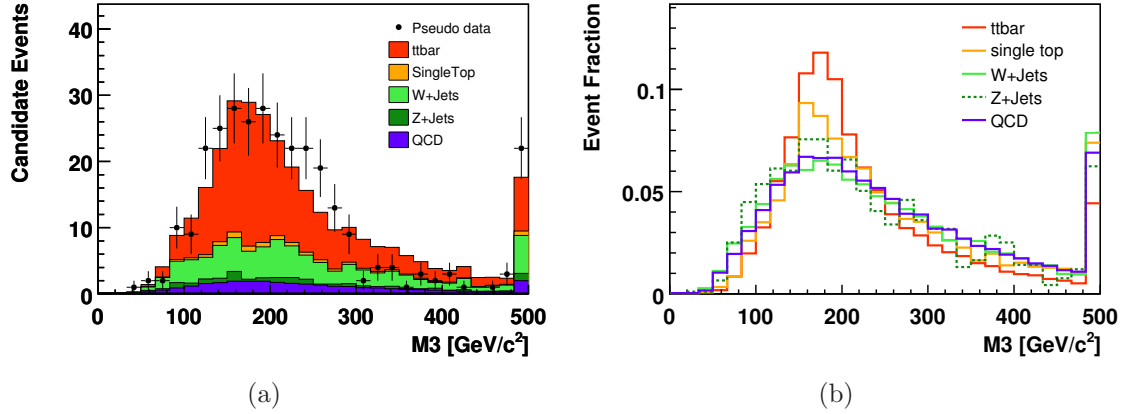 Candidate Events
40
30
20
10
0
0 100 200 300 400 500
M3 [GeV/c²]
Pseudo data
ttbar
SingleTop
W+Jets
Z+Jets
QCD
(a)
Event Fraction
0.1
0.05
0
0 100 200 300 400 500
M3 [GeV/c²]
ttbar
single top
W+Jets
Z+Jets
QCD
(b)